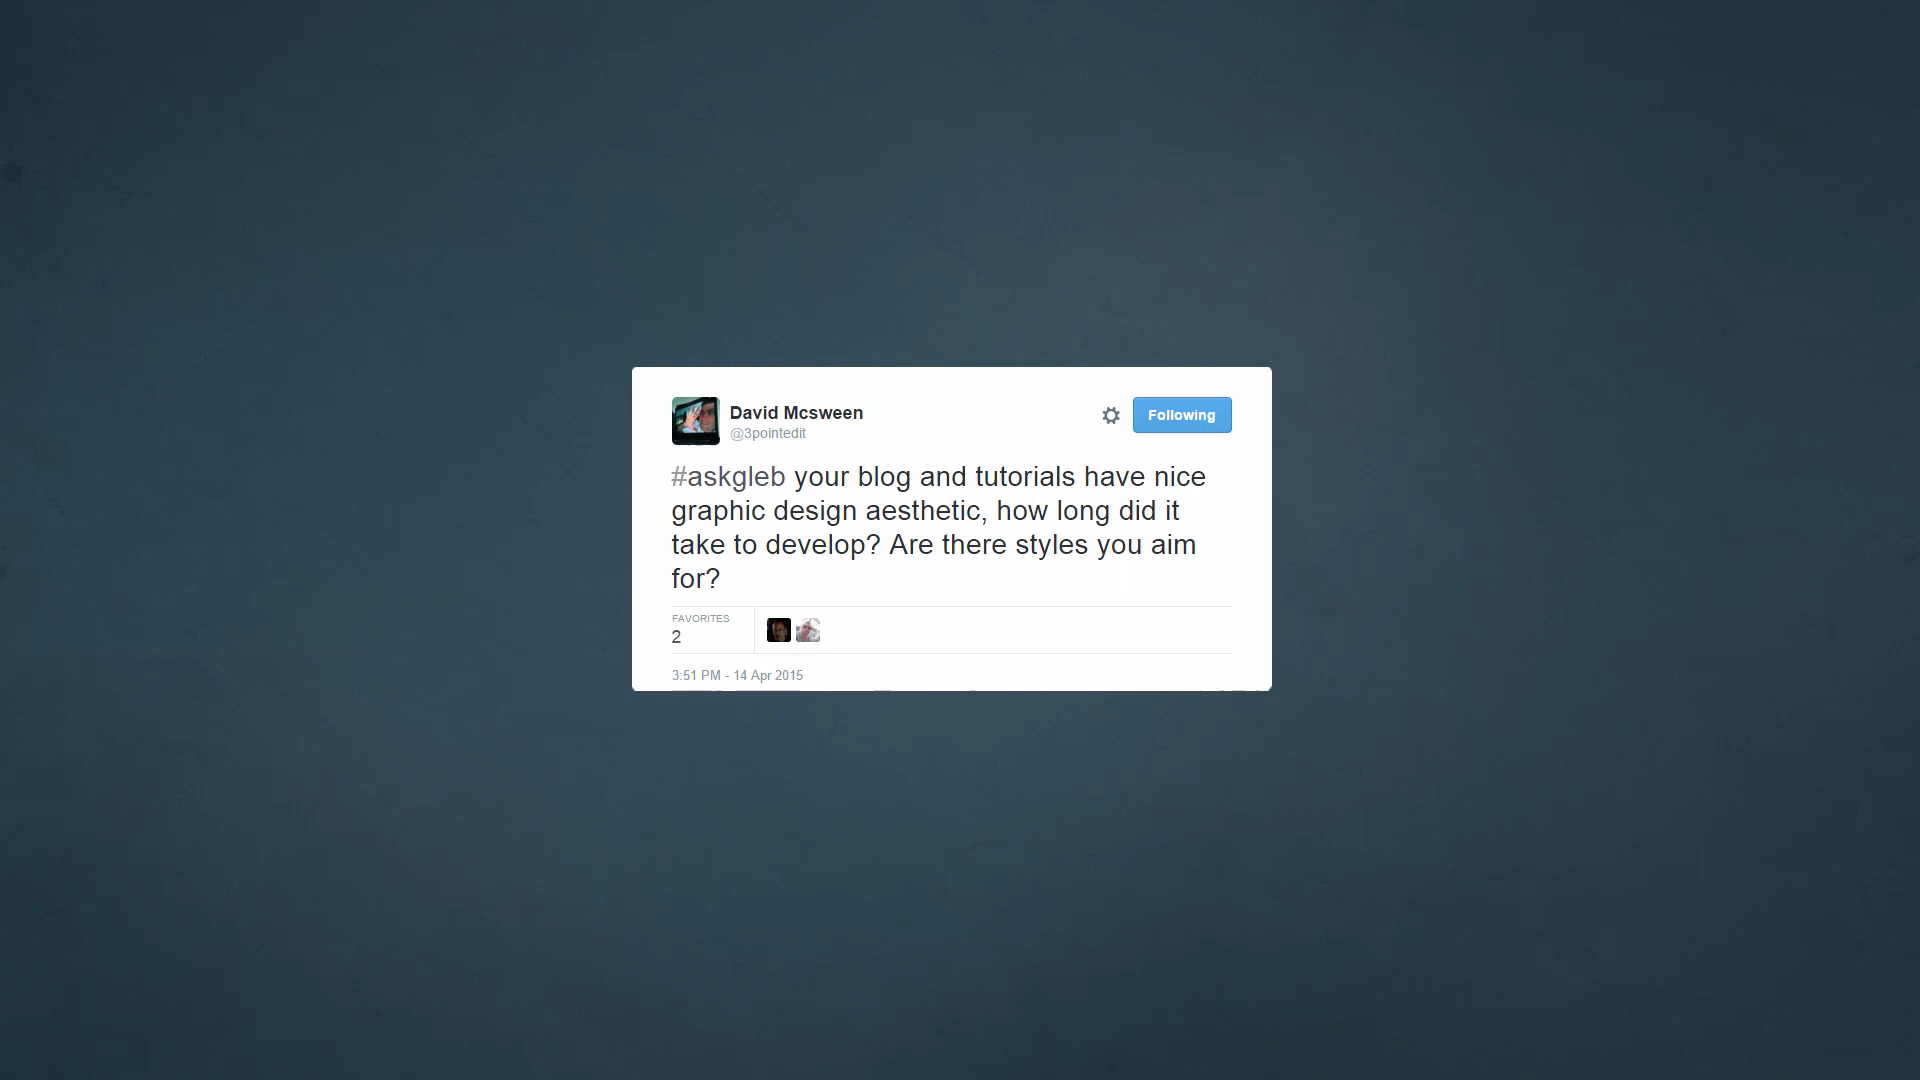 David Mcsween
@3pointedit
Following
#askgleb your blog and tutorials have nice
graphic design aesthetic, how long did it
take to develop? Are there styles you aim
for?
FAVORITES
2
3:51 PM - 14 Apr 2015